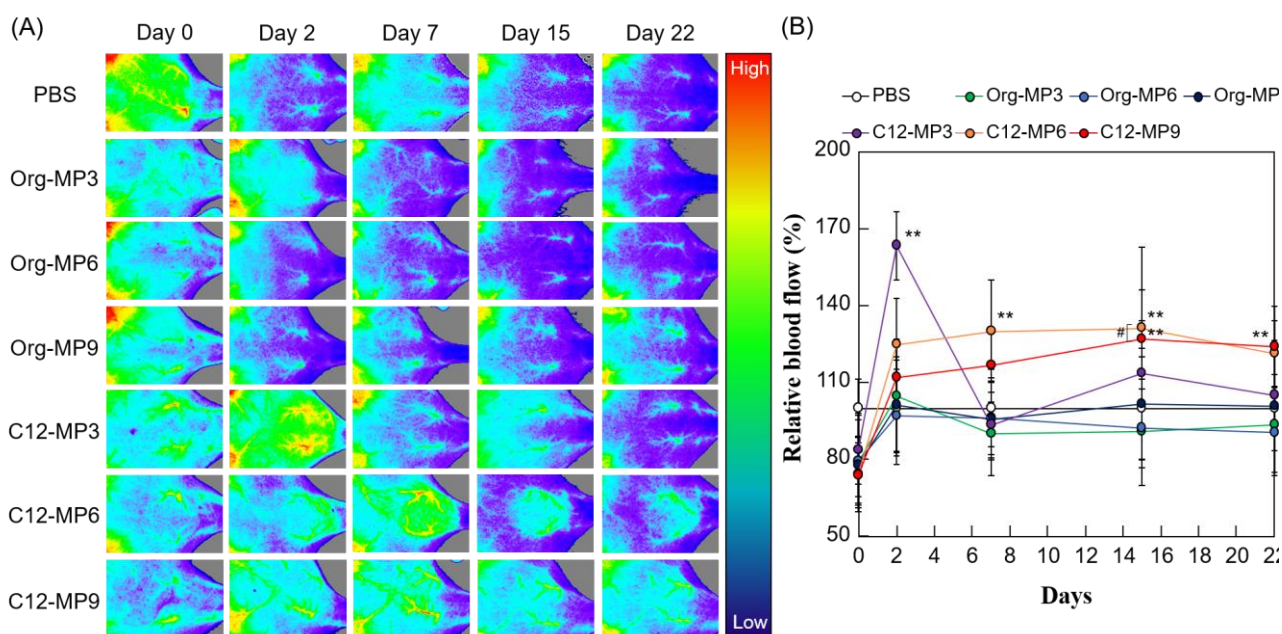 (A)
Day 0 Day 2 Day 7 Day 15 Day 22
PBS
Org-MP3
Org-MP6
Org-MP9
C12-MP3
C12-MP6
C12-MP9
High
Low
(B)
PBS Org-MP3 Org-MP6 Org-MP
C12-MP3 C12-MP6 C12-MP9
Relative blood flow (%)
200
170
140
110
80
50
**
**
**
**
#
**
0 2 4 6 8 10 12 14 16 18 20 22
Days